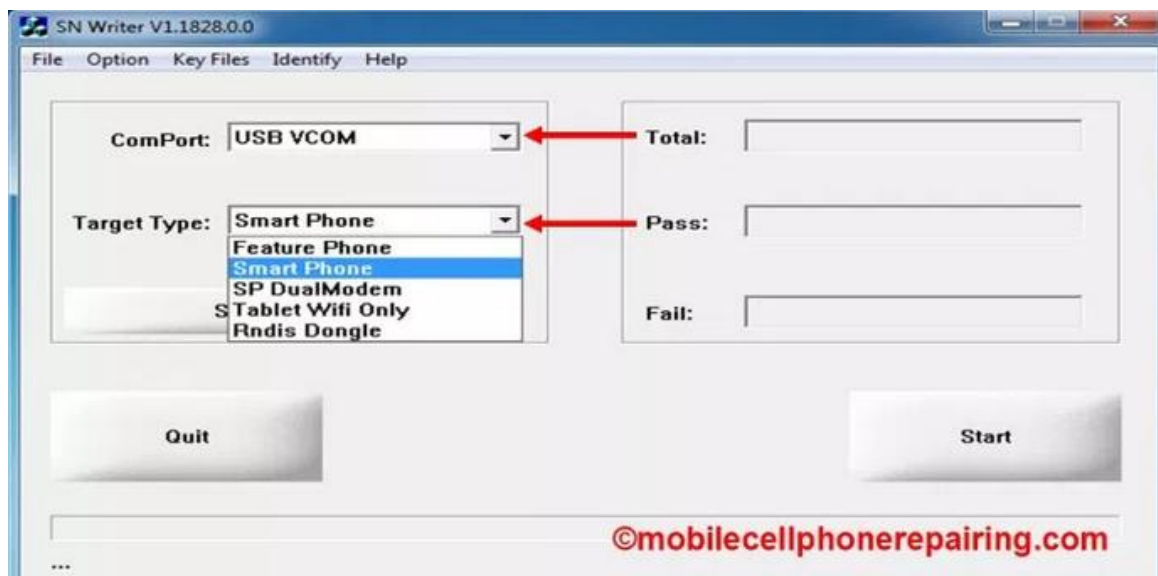 SN Writer V1.1828.0.0
File Option Key Files Identify Help
ComPort: USB VCOM
Target Type: Smart Phone
Feature Phone
Smart Phone
SP DualModem
S Tablet Wifi Only
Rndis Dongle
Total:
Pass:
Fail:
Quit
Start
©mobilecellphonerepairing.com
...